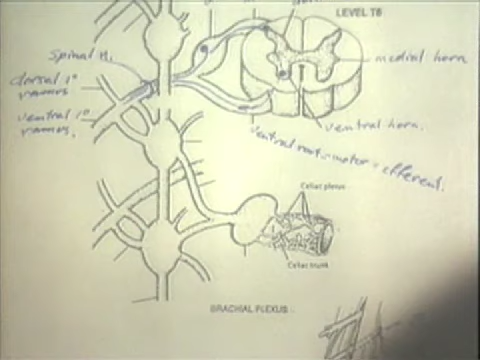 LEVEL T8
Spinal n.
medial horn
dorsal 1°
ramus
ventral 1°
ramus.
ventral horn.
ventral root = motor = efferent.
Celiac plexus
Celiac trunk
BRACHIAL PLEXUS